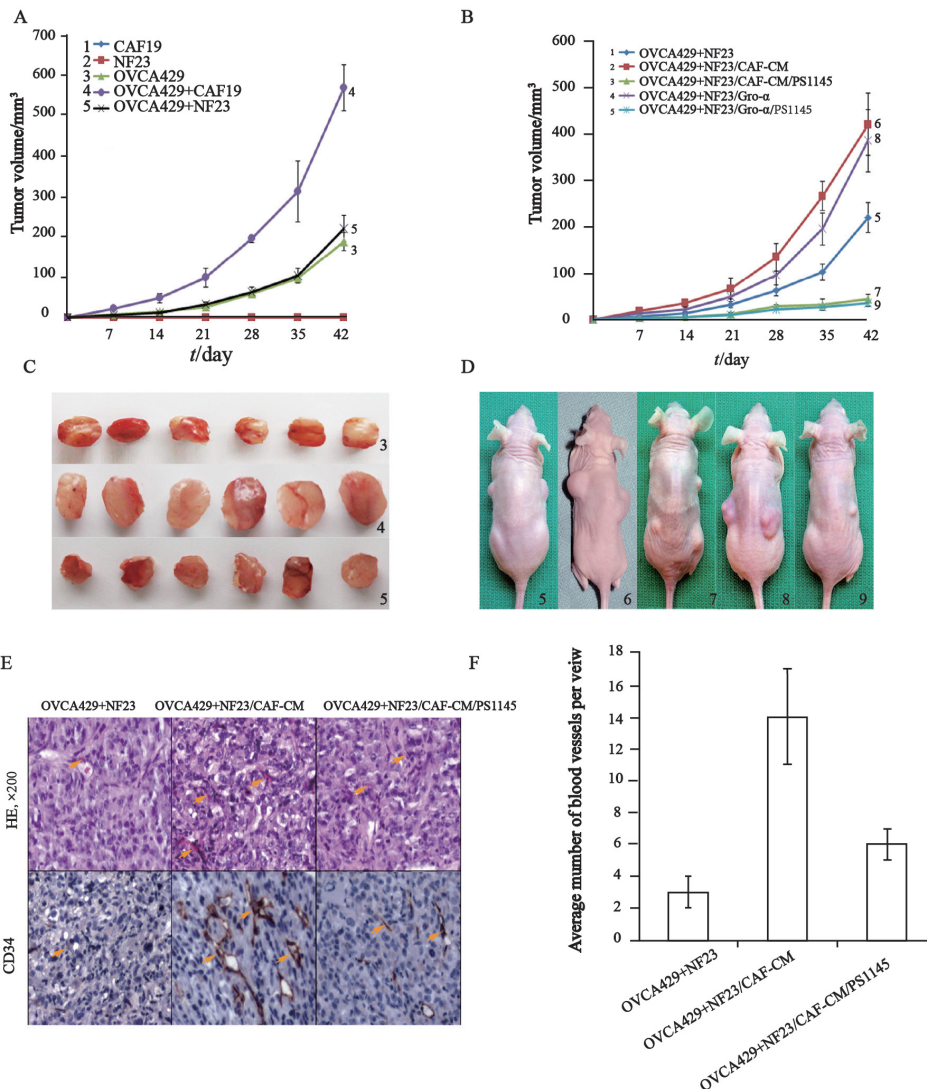 A
Tumor volume/mm³
700
600
500
400
300
200
100
0
1 CAF19
2 NF23
3 OVCA429
4 OVCA429+CAF19
5 OVCA429+NF23
4
5
3
7 14 21 28 35 42
t/day
B
Tumor volume/mm³
600
500
400
300
200
100
0
1 OVCA429+NF23
2 OVCA429+NF23/CAF-CM
3 OVCA429+NF23/CAF-CM/PS1145
4 OVCA429+NF23/Gro-α
5 OVCA429+NF23/Gro-α/PS1145
6
8
5
7
9
7 14 21 28 35 42
t/day
C
3
4
5
D
5 6 7 8 9
E
OVCA429+NF23 OVCA429+NF23/CAF-CM OVCA429+NF23/CAF-CM/PS1145
HE, ×200
CD34
F
Average mumber of blood vessels per veiw
18
16
14
12
10
8
6
4
2
0
OVCA429+NF23
OVCA429+NF23/CAF-CM
OVCA429+NF23/CAF-CM/PS1145